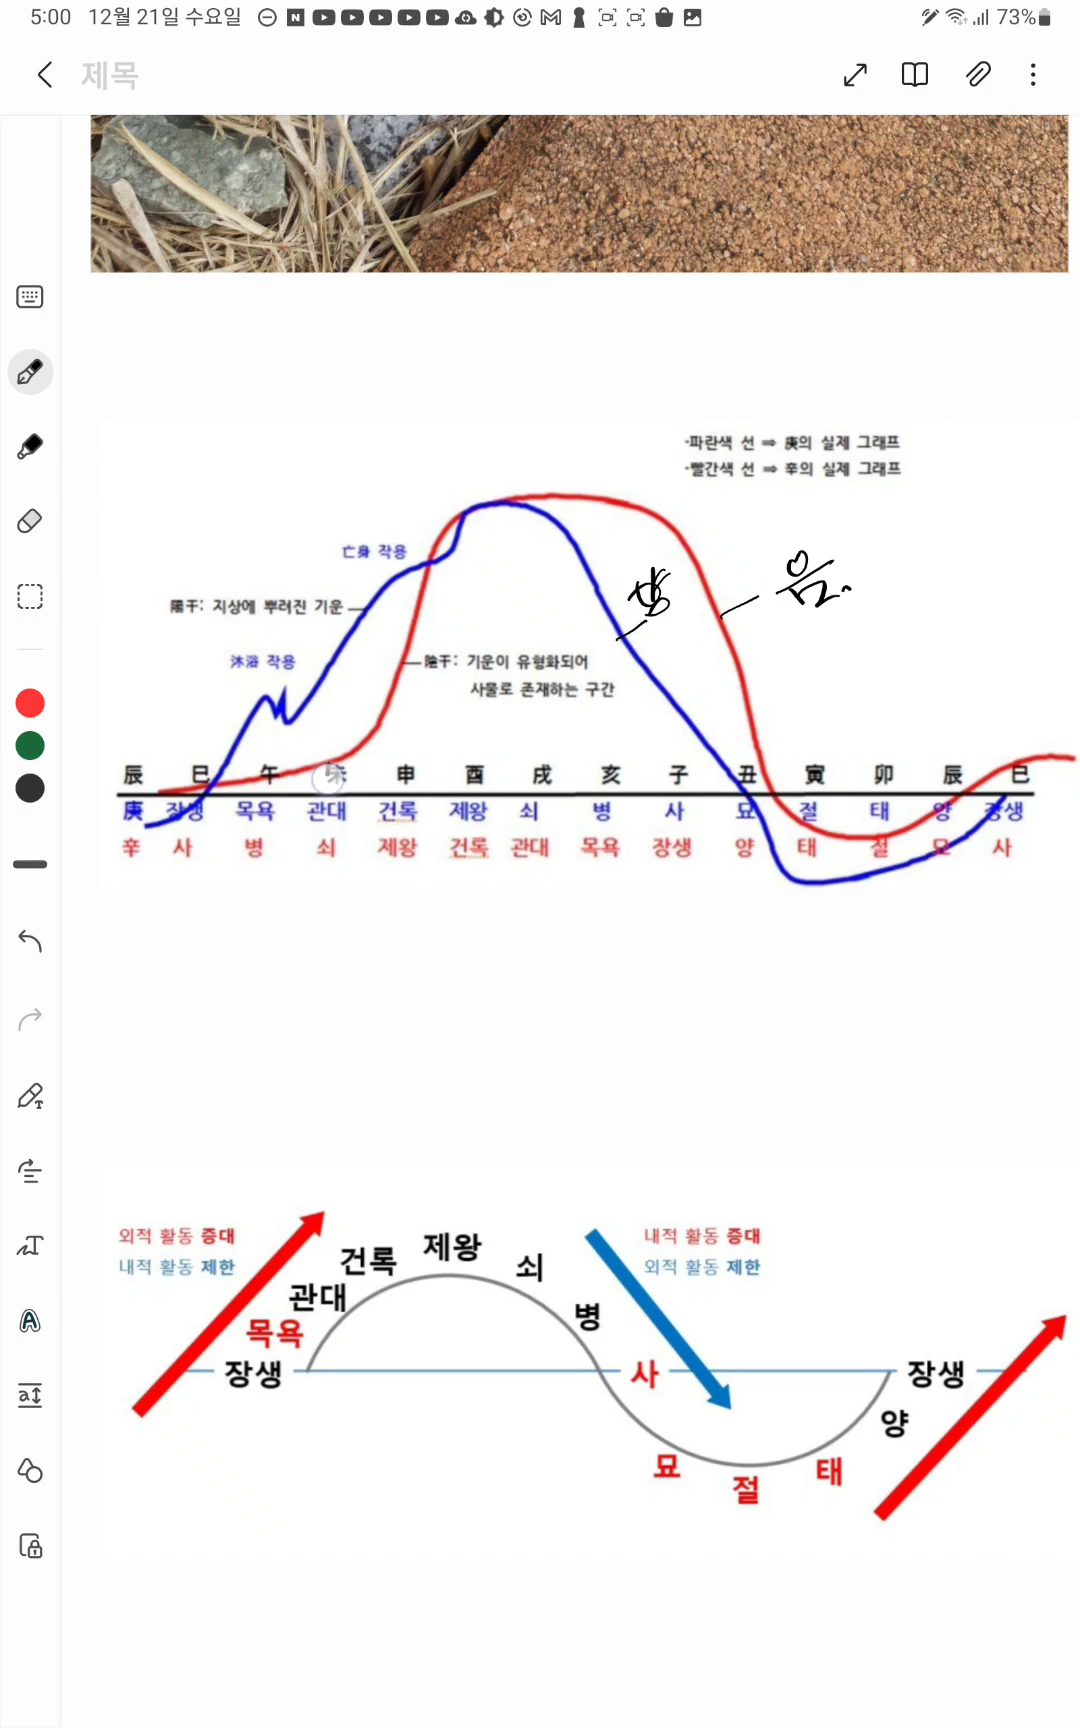 5:00 12월 21일 수요일 73%
제목
-파란색 선 ⇒ 庚의 실제 그래프
-빨간색 선 ⇒ 辛의 실제 그래프
亡身 작용
음.
陽干: 지상에 뿌려진 기운
沐浴 작용
陰干: 기운이 유형화되어
사물로 존재하는 구간
辰 巳 午 未 申 酉 戌 亥 子 丑 寅 卯 辰 巳
庚 장생 목욕 관대 건록 제왕 쇠 병 사 묘 절 태 양 장생
辛 사 병 쇠 제왕 건록 관대 목욕 장생 양 태 절 묘 사
외적 활동 증대
내적 활동 제한
내적 활동 증대
외적 활동 제한
제왕
건록
쇠
관대
병
목욕
장생
사
장생
양
묘
절
태